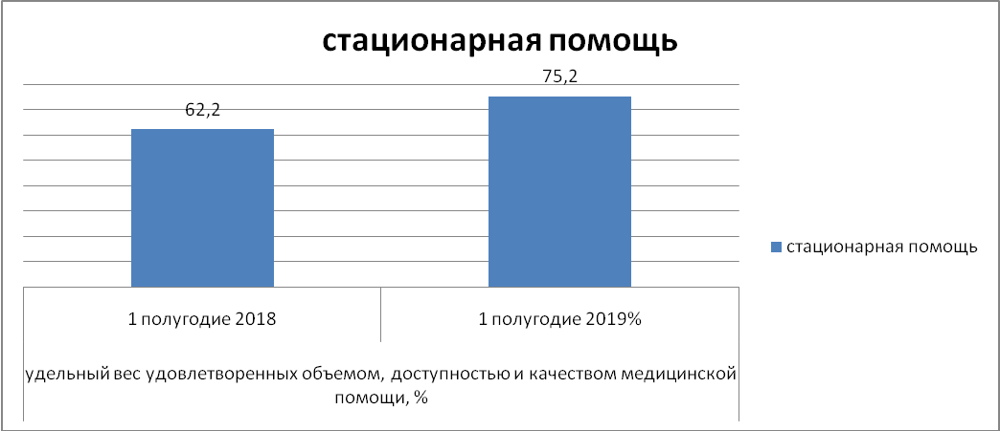 стационарная помощь
75,2
62,2
стационарная помощь
1 полугодие 2018
1 полугодие 2019%
удельный вес удовлетворенных объемом, доступностью и качеством медицинской
помощи, %